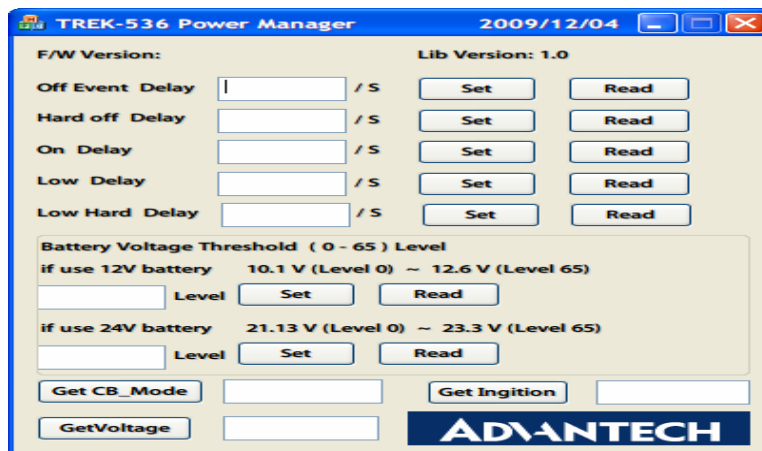 TREK-536 Power Manager 2009/12/04
F/W Version: Lib Version: 1.0
Off Event Delay / S Set Read
Hard off Delay / S Set Read
On Delay / S Set Read
Low Delay / S Set Read
Low Hard Delay / S Set Read
Battery Voltage Threshold ( 0 - 65 ) Level
if use 12V battery 10.1 V (Level 0) ~ 12.6 V (Level 65)
Level Set Read
if use 24V battery 21.13 V (Level 0) ~ 23.3 V (Level 65)
Level Set Read
Get CB_Mode Get Ingition
GetVoltage ADVANTECH